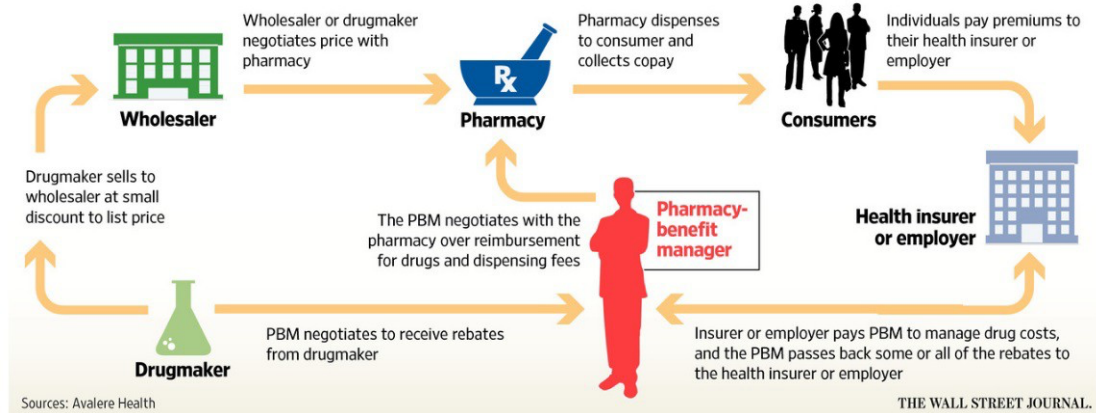 Wholesaler or drugmaker
negotiates price with
pharmacy
Pharmacy dispenses
to consumer and
collects copay
Individuals pay premiums to
their health insurer or
employer
Rx
Wholesaler
Pharmacy
Consumers
Drugmaker sells to
wholesaler at small
discount to list price
The PBM negotiates with the
pharmacy over reimbursement
for drugs and dispensing fees
Pharmacy-
benefit
manager
Health insurer
or employer
PBM negotiates to receive rebates
from drugmaker
Drugmaker
Insurer or employer pays PBM to manage drug costs,
and the PBM passes back some or all of the rebates to
the health insurer or employer
Sources: Avalere Health
THE WALL STREET JOURNAL.